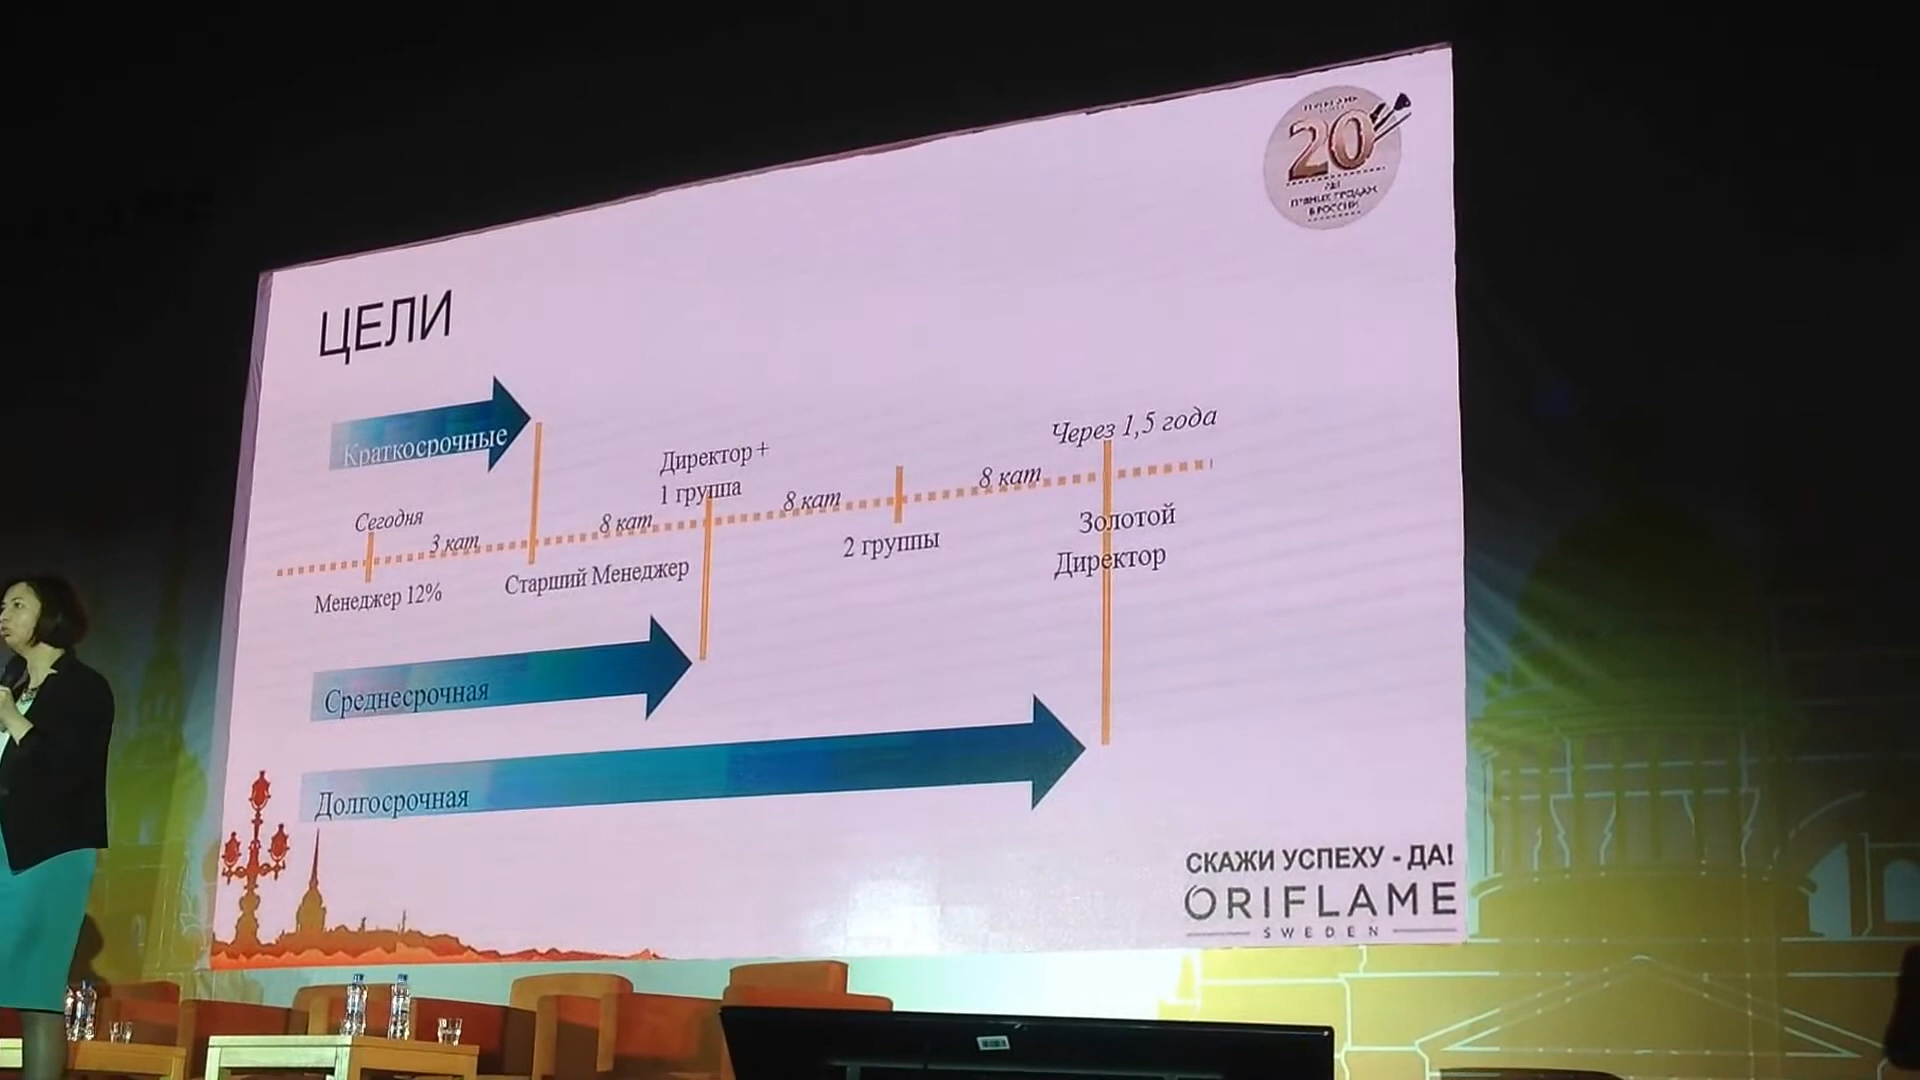 20
ЦЕЛИ
Краткосрочные
Через 1,5 года
Директор +
1 группа
Сегодня
3 кат
8 кат
8 кат
8 кат
Менеджер 12%
Старший Менеджер
2 группы
Золотой
Директор
Среднесрочная
Долгосрочная
СКАЖИ УСПЕХУ - ДА!
ORIFLAME
SWEDEN